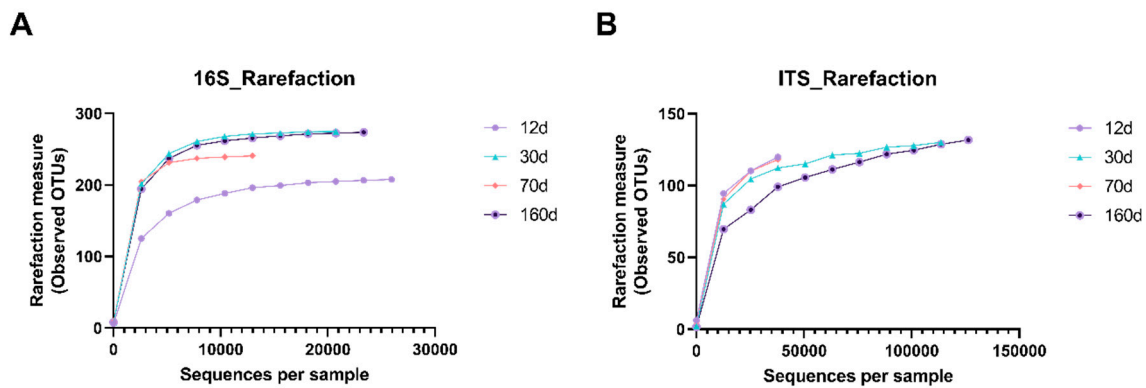 A
16S_Rarefaction
Rarefaction measure
(Observed OTUs)
300
200
100
0
0
10000
20000
30000
Sequences per sample
12d
30d
70d
160d
B
ITS_Rarefaction
Rarefaction measure
(Observed OTUs)
150
100
50
0
0
50000
100000
150000
Sequences per sample
12d
30d
70d
160d